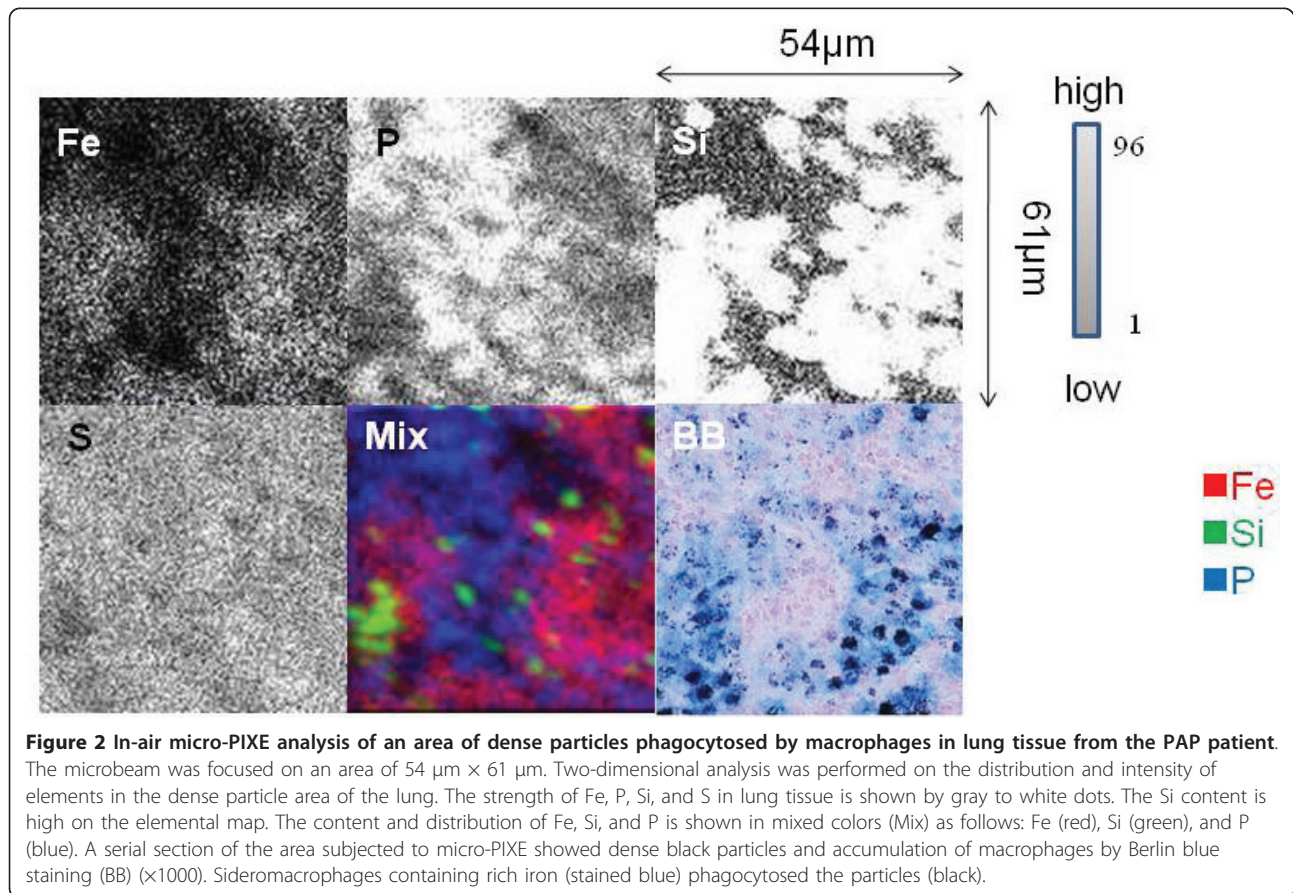 54µm
high
Fe
P
Si
96
61µm
1
low
S
Mix
BB
Fe
Si
P
Figure 2 In-air micro-PIXE analysis of an area of dense particles phagocytosed by macrophages in lung tissue from the PAP patient.
The microbeam was focused on an area of 54 μm × 61 μm. Two-dimensional analysis was performed on the distribution and intensity of
elements in the dense particle area of the lung. The strength of Fe, P, Si, and S in lung tissue is shown by gray to white dots. The Si content is
high on the elemental map. The content and distribution of Fe, Si, and P is shown in mixed colors (Mix) as follows: Fe (red), Si (green), and P
(blue). A serial section of the area subjected to micro-PIXE showed dense black particles and accumulation of macrophages by Berlin blue
staining (BB) (×1000). Sideromacrophages containing rich iron (stained blue) phagocytosed the particles (black).